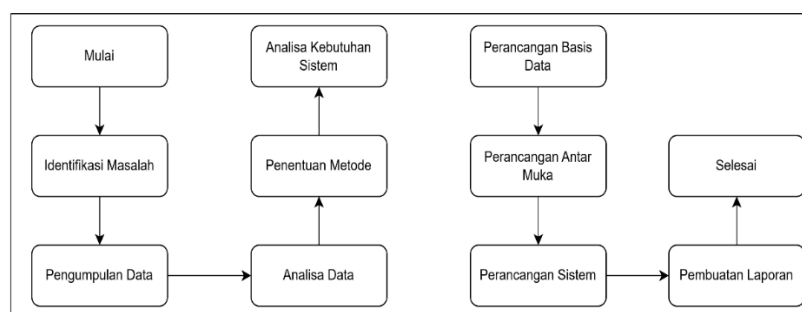 Mulai
Identifikasi Masalah
Pengumpulan Data
Analisa Data
Penentuan Metode
Analisa Kebutuhan
Sistem
Perancangan Basis
Data
Perancangan Antar
Muka
Perancangan Sistem
Pembuatan Laporan
Selesai